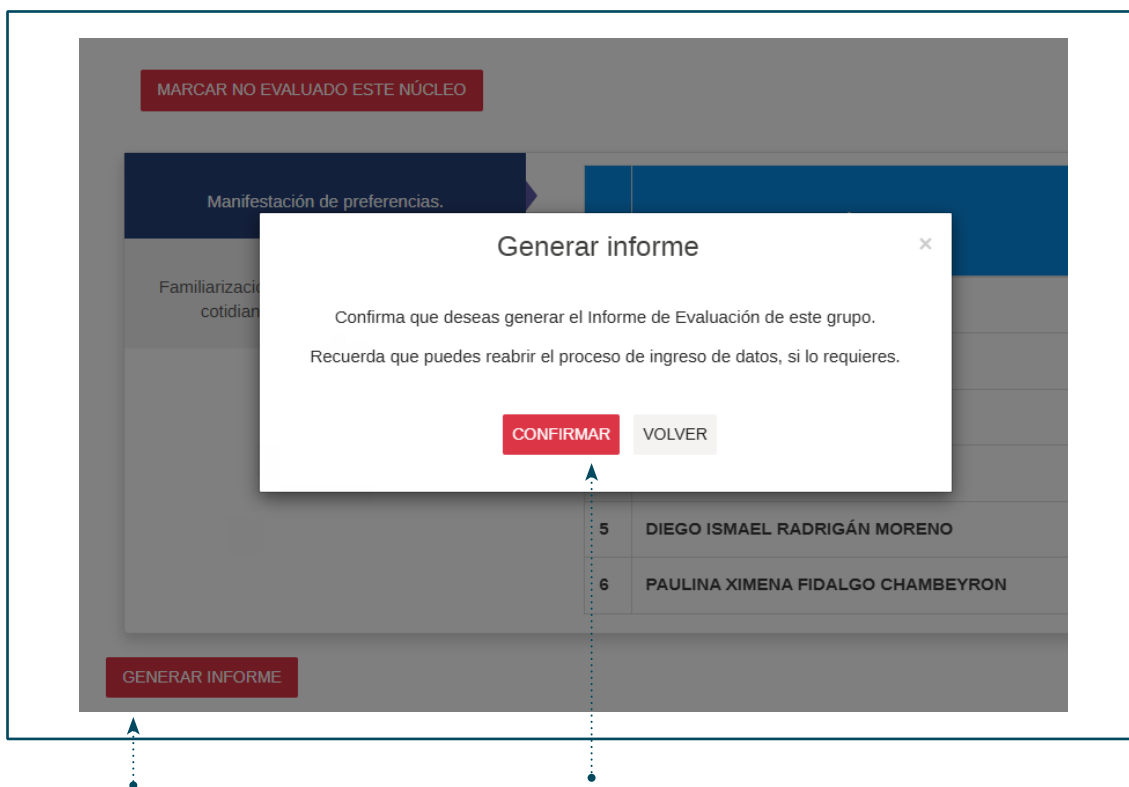 MARCAR NO EVALUADO ESTE NÚCLEO
Manifestación de preferencias.
Generar informe
×
Confirma que deseas generar el Informe de Evaluación de este grupo.
Recuerda que puedes reabrir el proceso de ingreso de datos, si lo requieres.
CONFIRMAR VOLVER
5 DIEGO ISMAEL RADRIGÁN MORENO
6 PAULINA XIMENA FIDALGO CHAMBEYRON
GENERAR INFORME